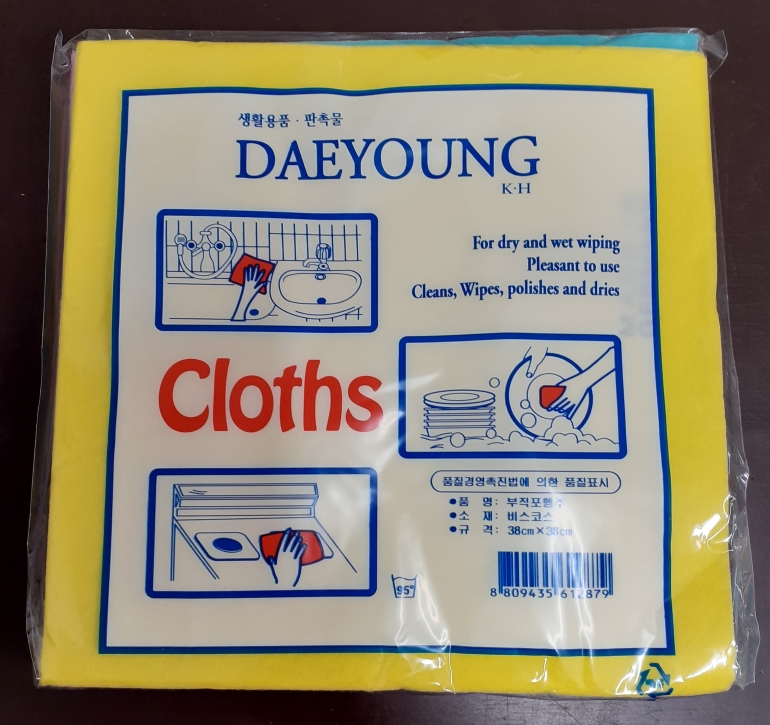 생활용품 · 판촉물
DAEYOUNG
K·H
For dry and wet wiping
Pleasant to use
Cleans, Wipes, polishes and dries
Cloths
품질경영촉진법에 의한 품질표시
●품 명: 부직포행주
●소 재: 비스코스
●규 격: 38cm×38cm
95°
8 809435 612879